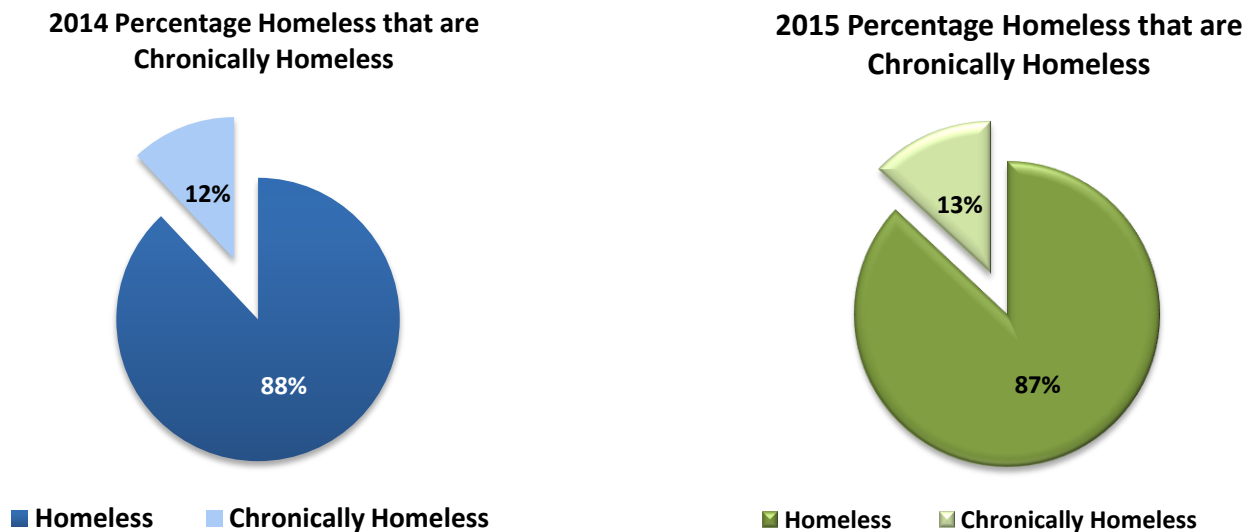 2014 Percentage Homeless that are
Chronically Homeless
12%
88%
Homeless Chronically Homeless
2015 Percentage Homeless that are
Chronically Homeless
13%
87%
Homeless Chronically Homeless